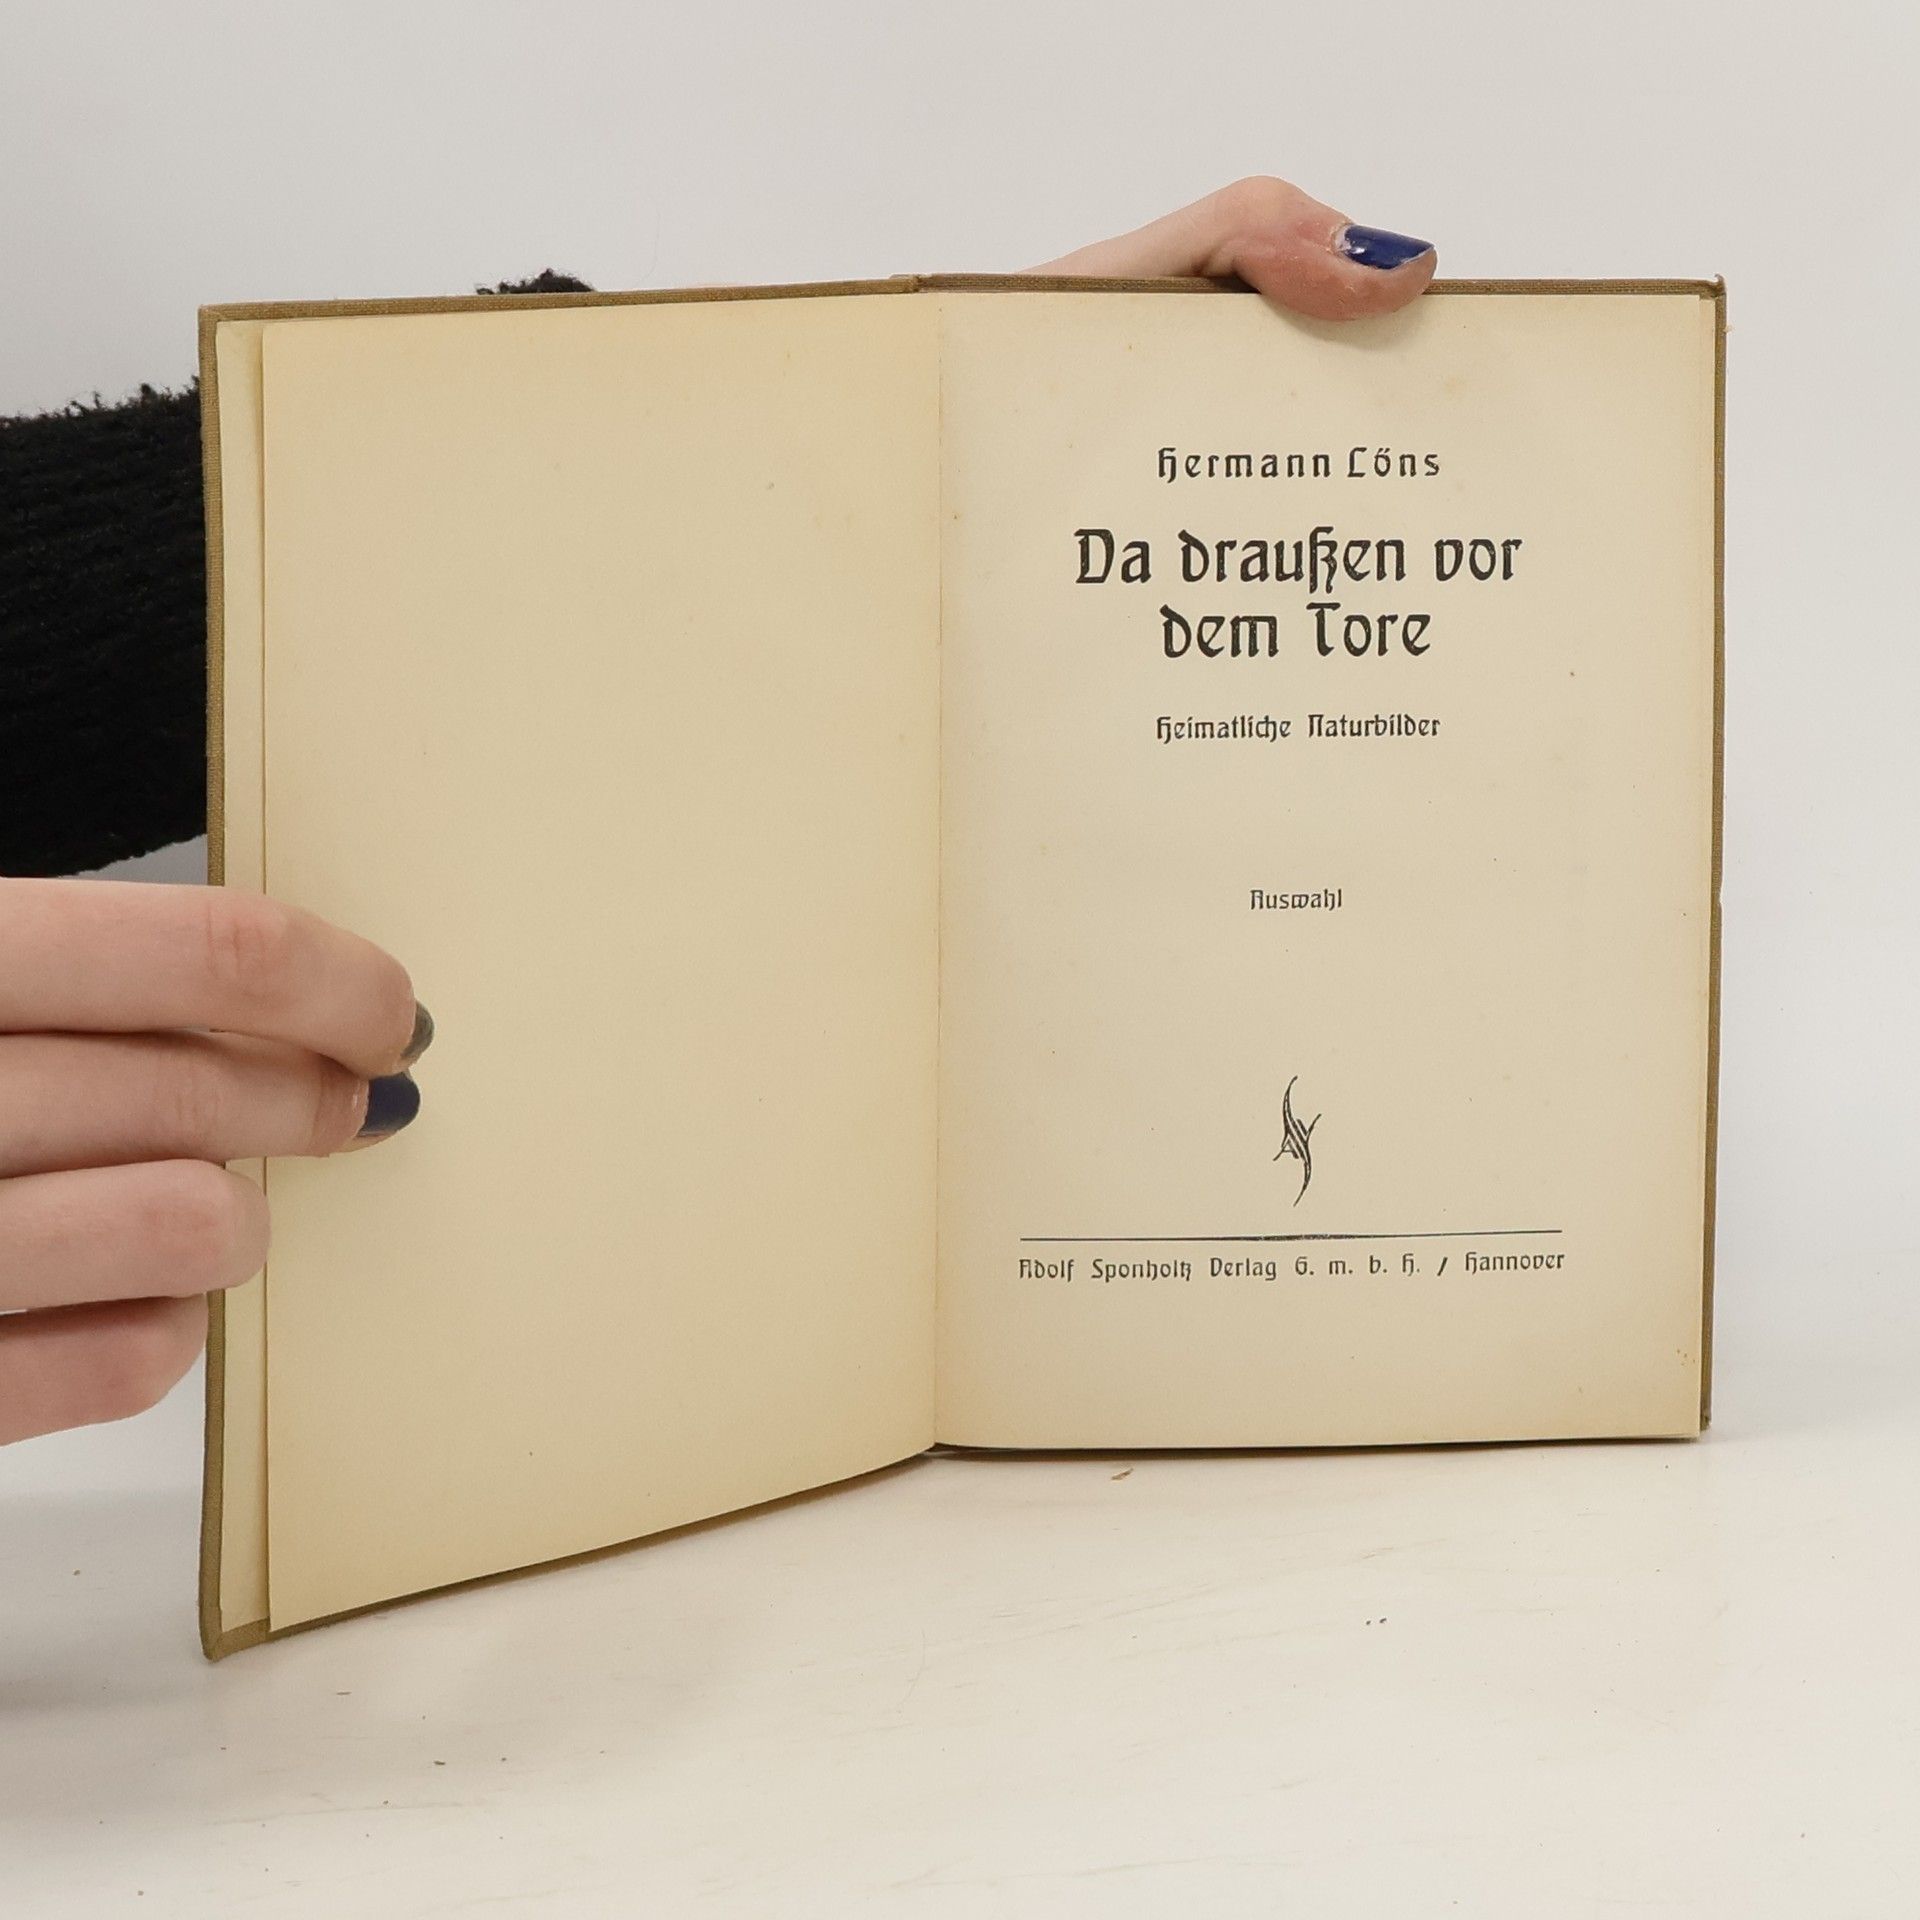 Hermann Löns
Da draußen vor
dem Tore
Heimatliche Naturbilder
Auswahl
Adolf Sponholtz Verlag G. m. b. H. / Hannover